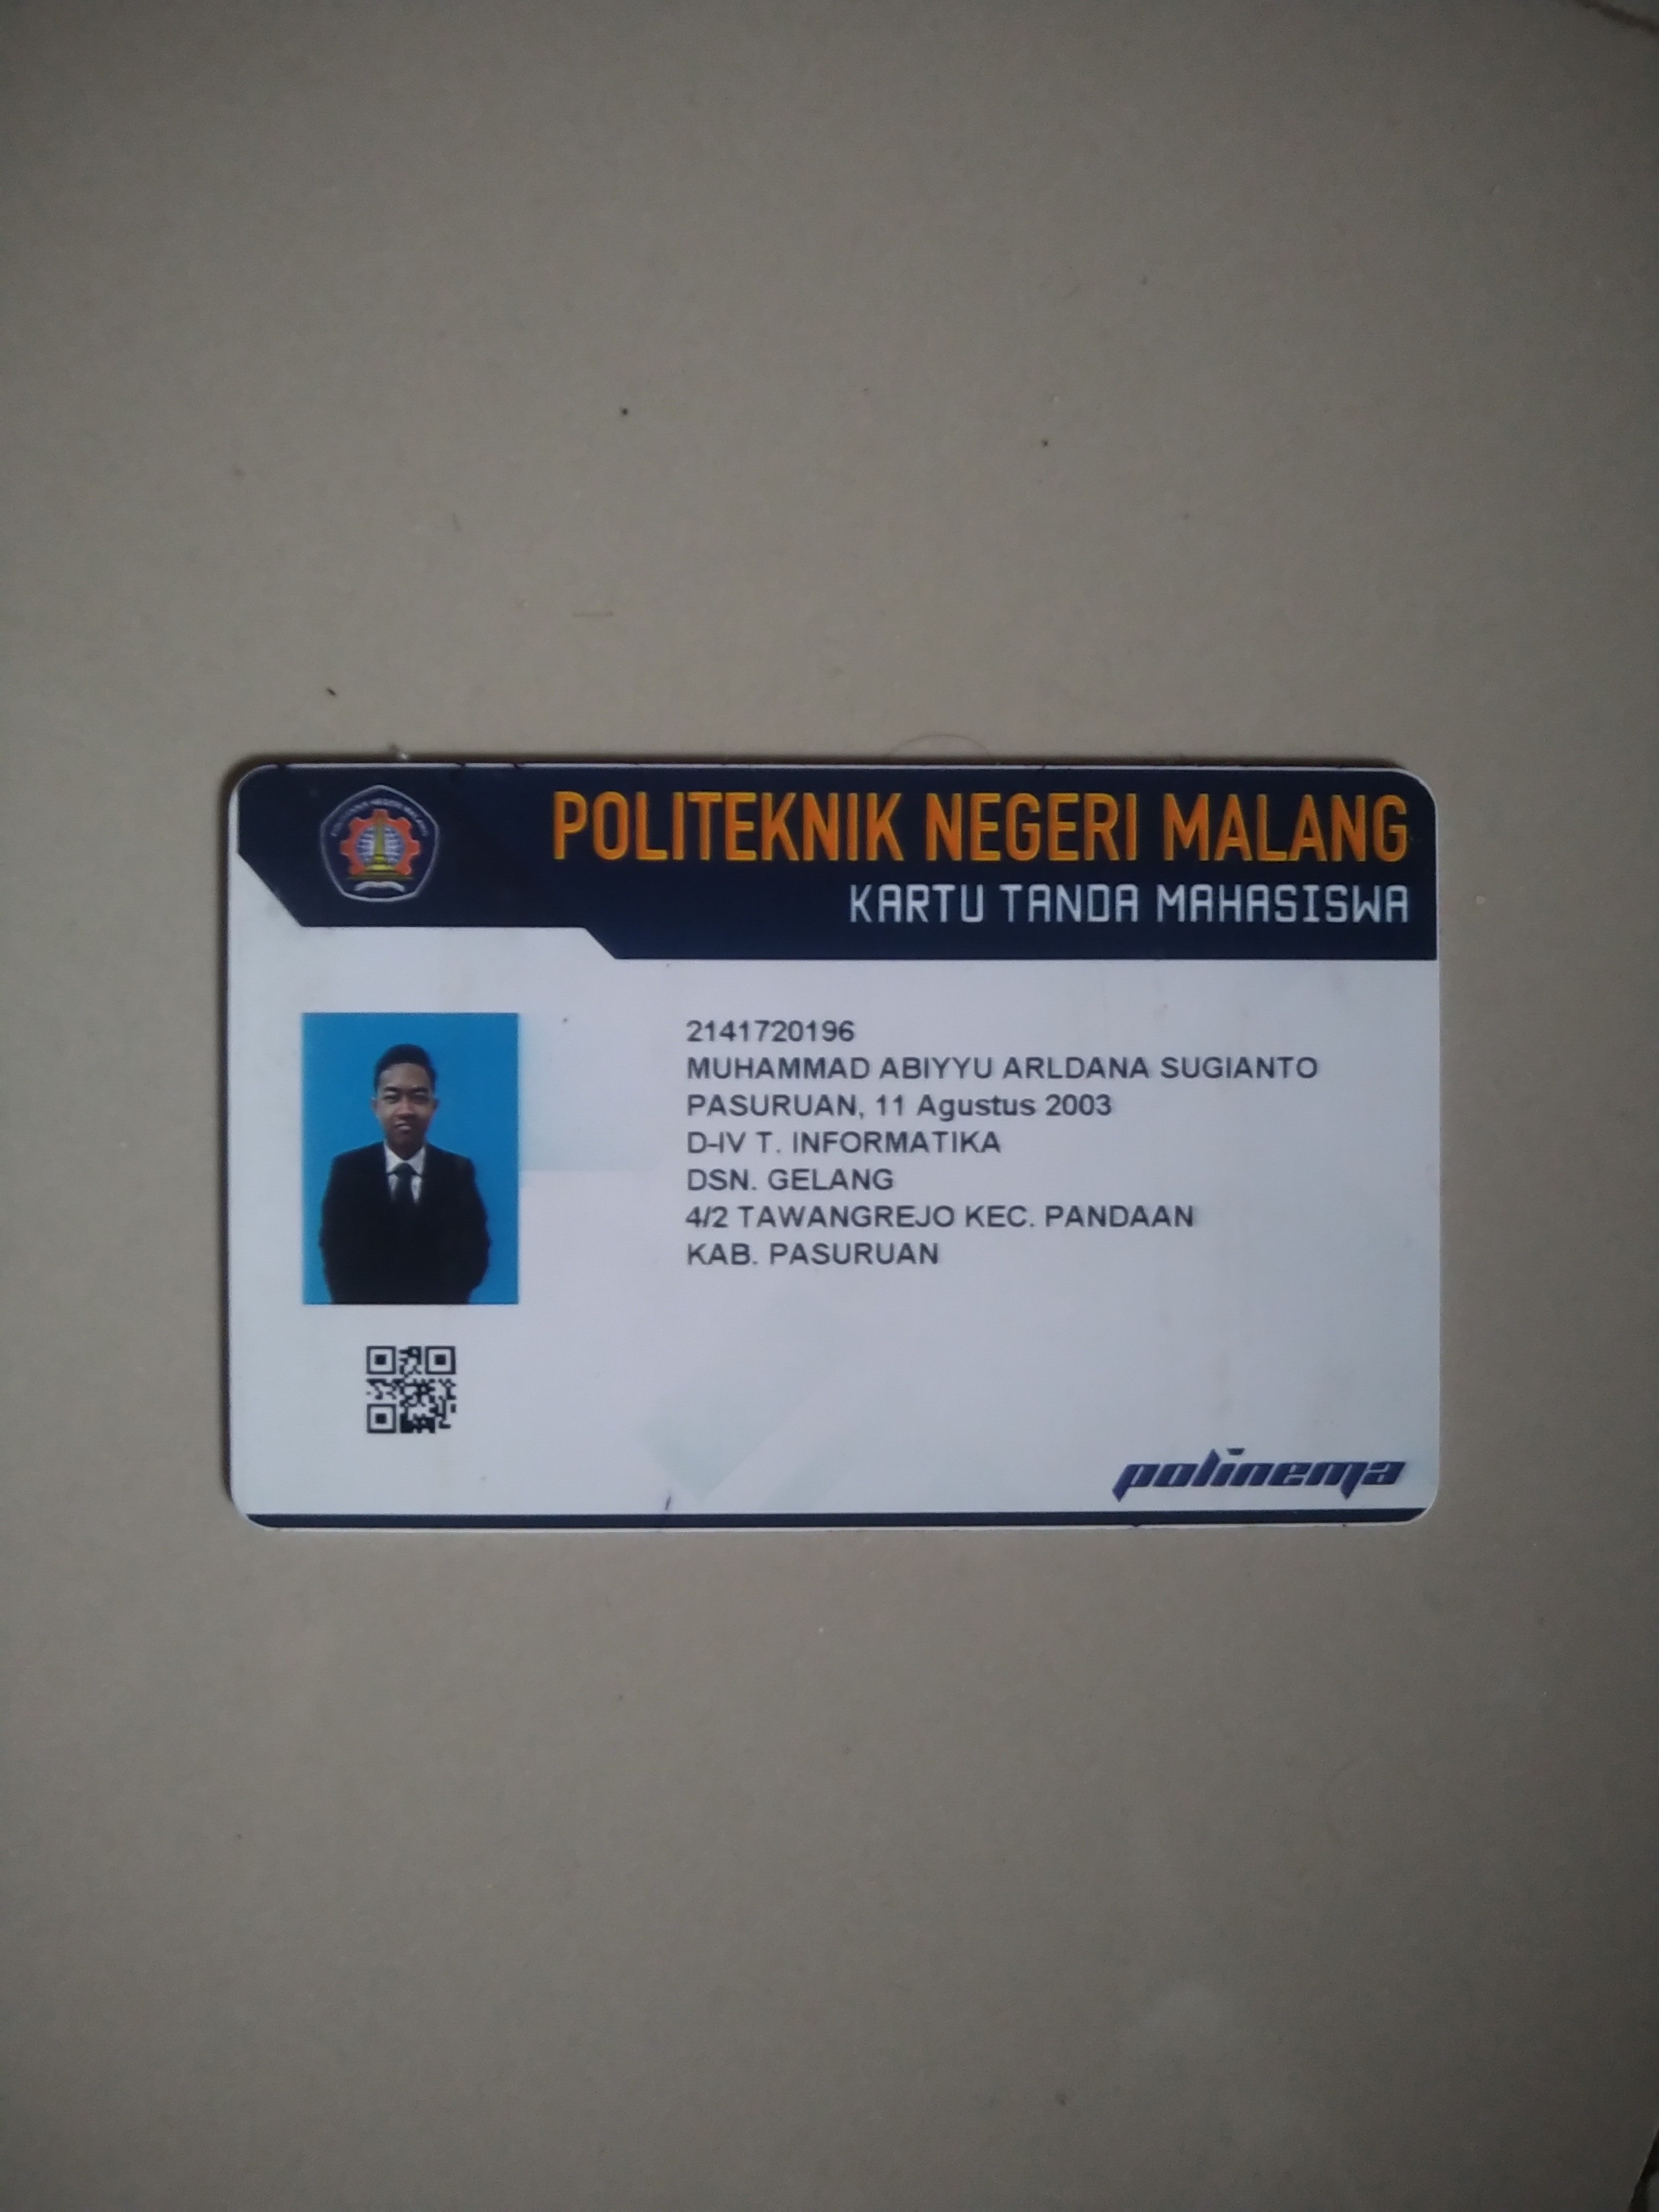 POLITEKNIK NEGERI MALANG
KARTU TANDA MAHASISWA
2141720196
MUHAMMAD ABIYYU ARLDANA SUGIANTO
PASURUAN, 11 Agustus 2003
D-IV T. INFORMATIKA
DSN. GELANG
4/2 TAWANGREJO KEC. PANDAAN
KAB. PASURUAN
polinema